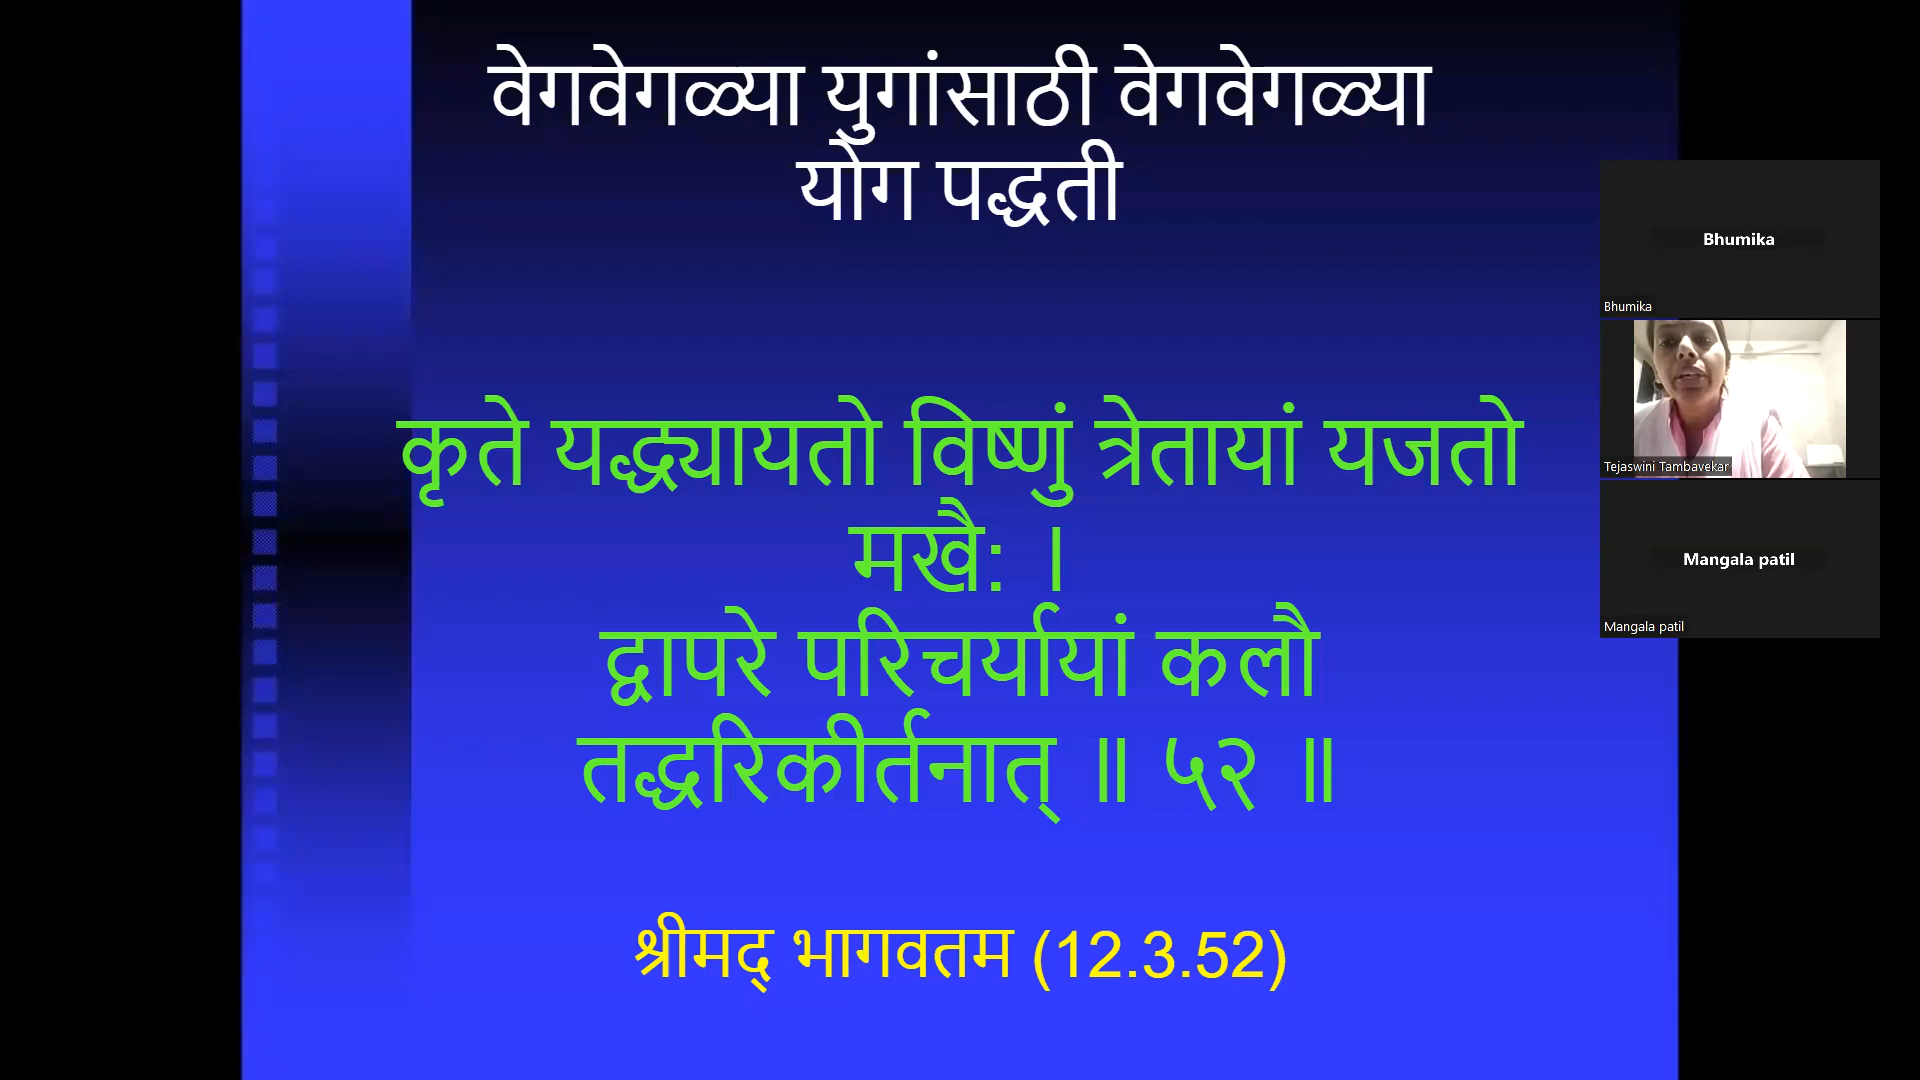 वेगवेगळ्या युगांसाठी वेगवेगळ्या
योग पद्धती
कृते यद्ध्यायतो विष्णुं त्रेतायां यजतो
मखै: ।
द्वापरे परिचर्यायां कलौ
तद्धरिकीर्तनात् ॥ ५२ ॥
श्रीमद् भागवतम (12.3.52)
Bhumika
Bhumika
Tejaswini Tambavekar
Mangala patil
Mangala patil